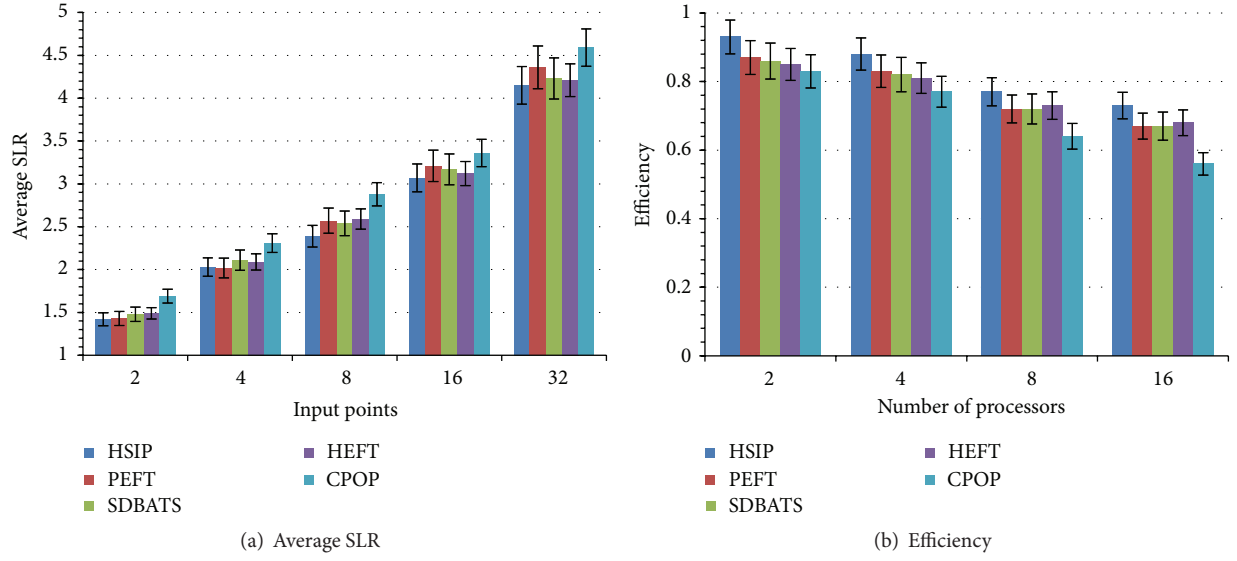 5
4.5
4
3.5
3
2.5
2
1.5
1
Average SLR
2 4 8 16 32
Input points
HSIP
PEFT
SDBATS
HEFT
CPOP
(a) Average SLR
1
0.8
0.6
0.4
0.2
0
Efficiency
2 4 8 16
Number of processors
HSIP
PEFT
SDBATS
HEFT
CPOP
(b) Efficiency